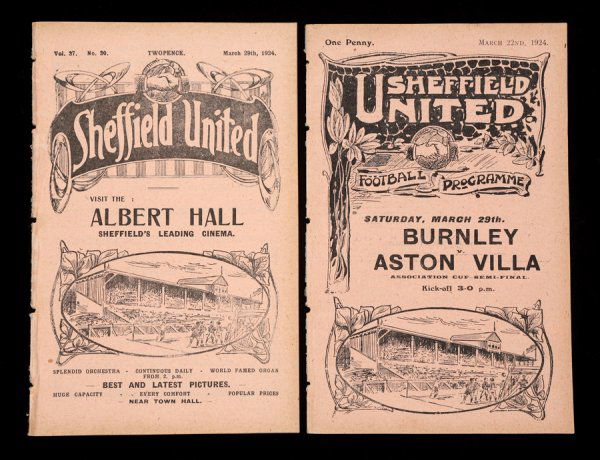 Vol. 37. No. 30. TWOPENCE. March 29th, 1924.
Sheffield United
VISIT THE :
ALBERT HALL
SHEFFIELD'S LEADING CINEMA.
SPLENDID ORCHESTRA - CONTINUOUS DAILY - WORLD FAMED ORGAN
FROM 2. p.m.
BEST AND LATEST PICTURES.
HUGE CAPACITY - EVERY COMFORT - POPULAR PRICES
NEAR TOWN HALL.
One Penny. MARCH 22ND, 1924.
SHEFFIELD
UNITED
FOOTBALL PROGRAMME
SATURDAY, MARCH 29th.
BURNLEY
v.
ASTON VILLA
ASSOCIATION CUP-SEMI-FINAL.
Kick-off 3-0 p.m.